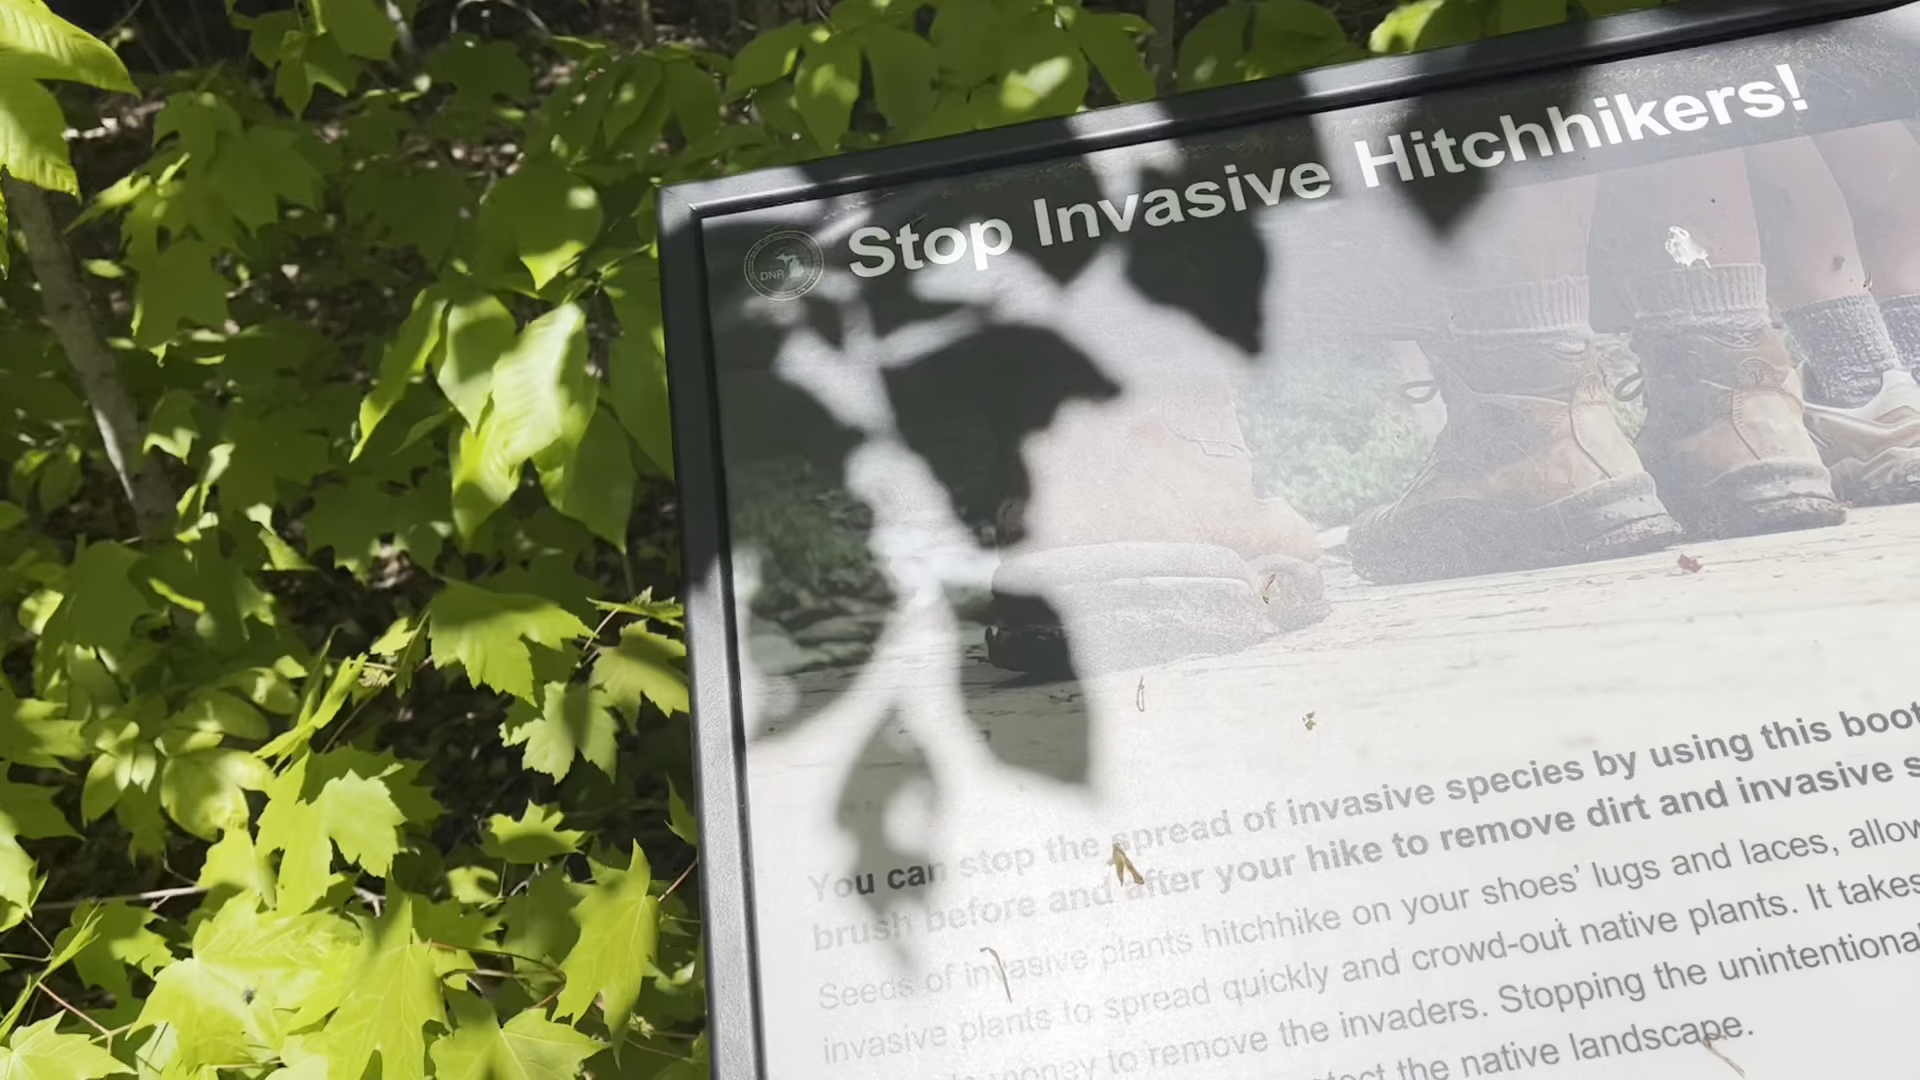 Stop Invasive Hitchhikers!
DNR
You can stop the spread of invasive species by using this boot
brush before and after your hike to remove dirt and invasive
Seeds of invasive plants hitchhike on your shoes' lugs and laces, allow
invasive plants to spread quickly and crowd-out native plants. It takes
money to remove the invaders. Stopping the unintentional
the native landscape.